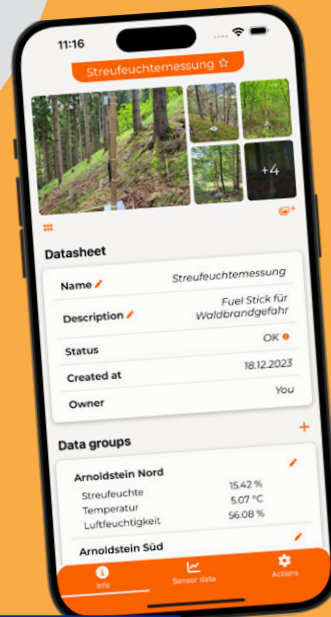 11:16
Streufeuchtemessung
+4
Datasheet
Name Streufeuchtemessung
Description Fuel Stick für
Waldbrandgefahr
Status OK
Created at 18.12.2023
Owner You
Data groups
Arnoldstein Nord
Streufeuchte 15.42 %
Temperatur 5.07 °C
Luftfeuchtigkeit 56.08 %
Arnoldstein Süd
Info Sensor data Actions